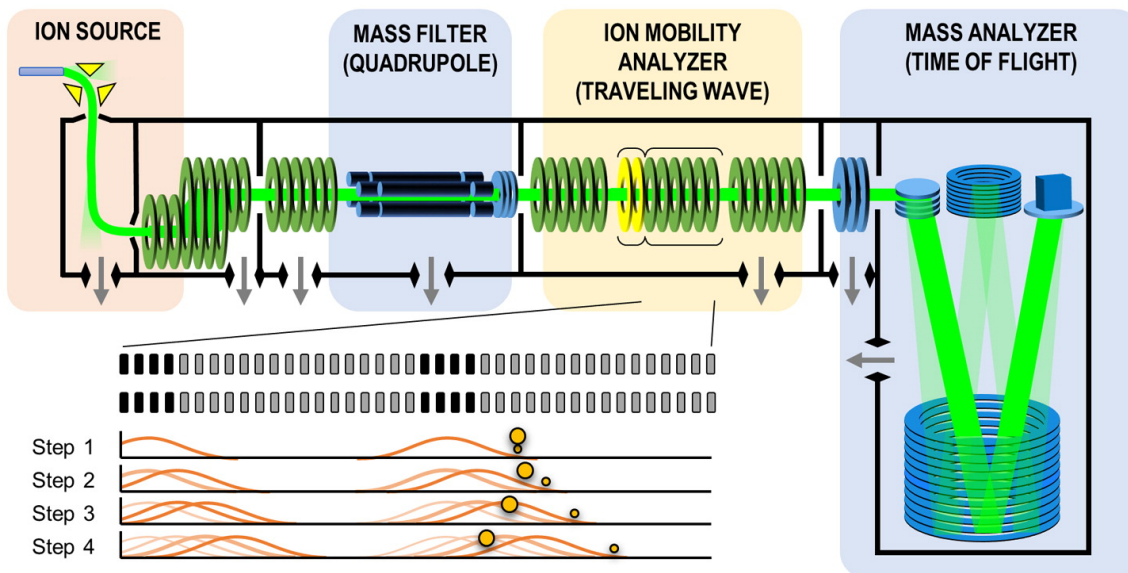 ION SOURCE
MASS FILTER
(QUADRUPOLE)
ION MOBILITY
ANALYZER
(TRAVELING WAVE)
MASS ANALYZER
(TIME OF FLIGHT)
Step 1
Step 2
Step 3
Step 4